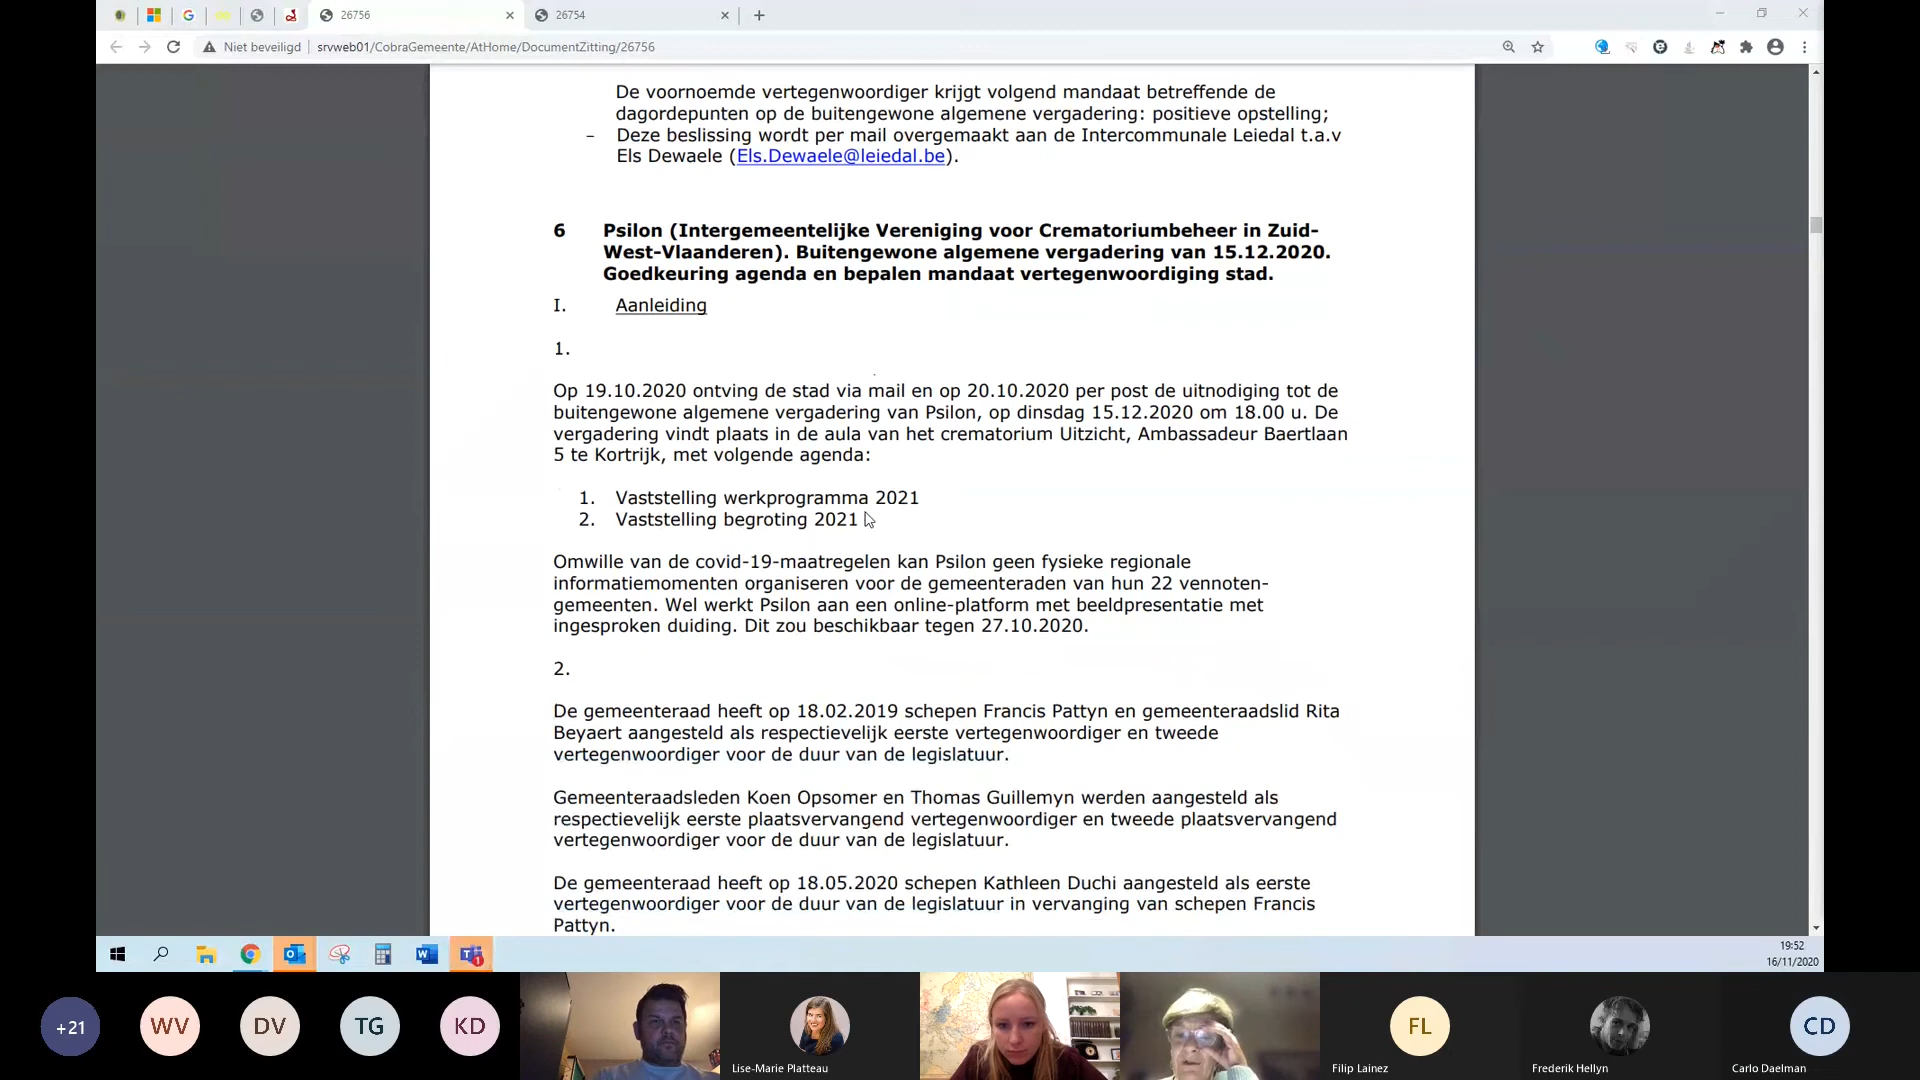 26756
26754
Niet beveiligd
srvweb01/CobraGemeente/AtHome/DocumentZitting/26756
De voornoemde vertegenwoordiger krijgt volgend mandaat betreffende de
dagordepunten op de buitengewone algemene vergadering: positieve opstelling;
- Deze beslissing wordt per mail overgemaakt aan de Intercommunale Leiedal t.a.v
Els Dewaele (Els.Dewaele@leiedal.be).
6 Psilon (Intergemeentelijke Vereniging voor Crematoriumbeheer in Zuid-
West-Vlaanderen). Buitengewone algemene vergadering van 15.12.2020.
Goedkeuring agenda en bepalen mandaat vertegenwoordiging stad.
I. Aanleiding
1.
Op 19.10.2020 ontving de stad via mail en op 20.10.2020 per post de uitnodiging tot de
buitengewone algemene vergadering van Psilon, op dinsdag 15.12.2020 om 18.00 u. De
vergadering vindt plaats in de aula van het crematorium Uitzicht, Ambassadeur Baertlaan
5 te Kortrijk, met volgende agenda:
1. Vaststelling werkprogramma 2021
2. Vaststelling begroting 2021
Omwille van de covid-19-maatregelen kan Psilon geen fysieke regionale
informatiemomenten organiseren voor de gemeenteraden van hun 22 vennoten-
gemeenten. Wel werkt Psilon aan een online-platform met beeldpresentatie met
ingesproken duiding. Dit zou beschikbaar tegen 27.10.2020.
2.
De gemeenteraad heeft op 18.02.2019 schepen Francis Pattyn en gemeenteraadslid Rita
Beyaert aangesteld als respectievelijk eerste vertegenwoordiger en tweede
vertegenwoordiger voor de duur van de legislatuur.
Gemeenteraadsleden Koen Opsomer en Thomas Guillemyn werden aangesteld als
respectievelijk eerste plaatsvervangend vertegenwoordiger en tweede plaatsvervangend
vertegenwoordiger voor de duur van de legislatuur.
De gemeenteraad heeft op 18.05.2020 schepen Kathleen Duchi aangesteld als eerste
vertegenwoordiger voor de duur van de legislatuur in vervanging van schepen Francis
Pattyn.
19:52
16/11/2020
+21
WV
DV
TG
KD
FL
CD
Lise-Marie Platteau
Filip Lainez
Frederik Hellyn
Carlo Daelman